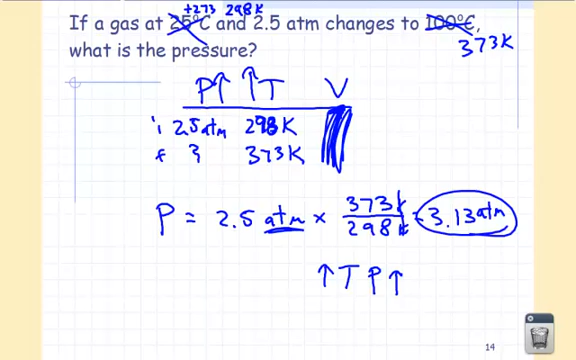 +273 298K
If a gas at 25°C and 2.5 atm changes to 100°C,
what is the pressure?
373K
P↑ ↑T V
i 2.5 atm 298K
f ? 373K
P = 2.5 atm × 373K/298K = 3.13 atm
↑T P↑
14